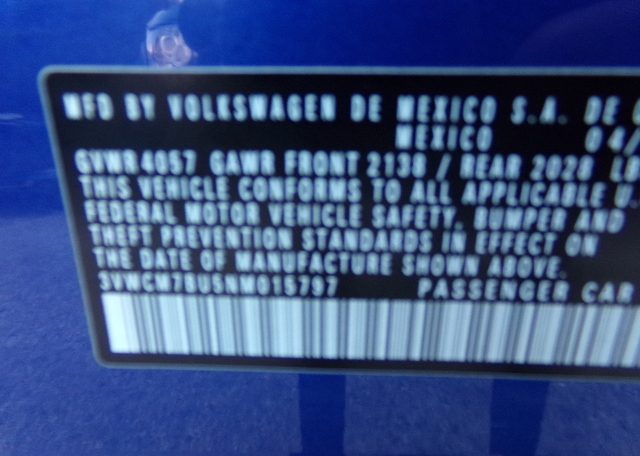 MFD BY VOLKSWAGEN DE MEXICO S.A. DE
MEXICO 04/
GVWR 4057 GAWR FRONT 2138 / REAR 2028 LB
THIS VEHICLE CONFORMS TO ALL APPLICABLE U.
FEDERAL MOTOR VEHICLE SAFETY, BUMPER AND
THEFT PREVENTION STANDARDS IN EFFECT ON
THE DATE OF MANUFACTURE SHOWN ABOVE.
3VWCM7BU5NM015797 PASSENGER CAR